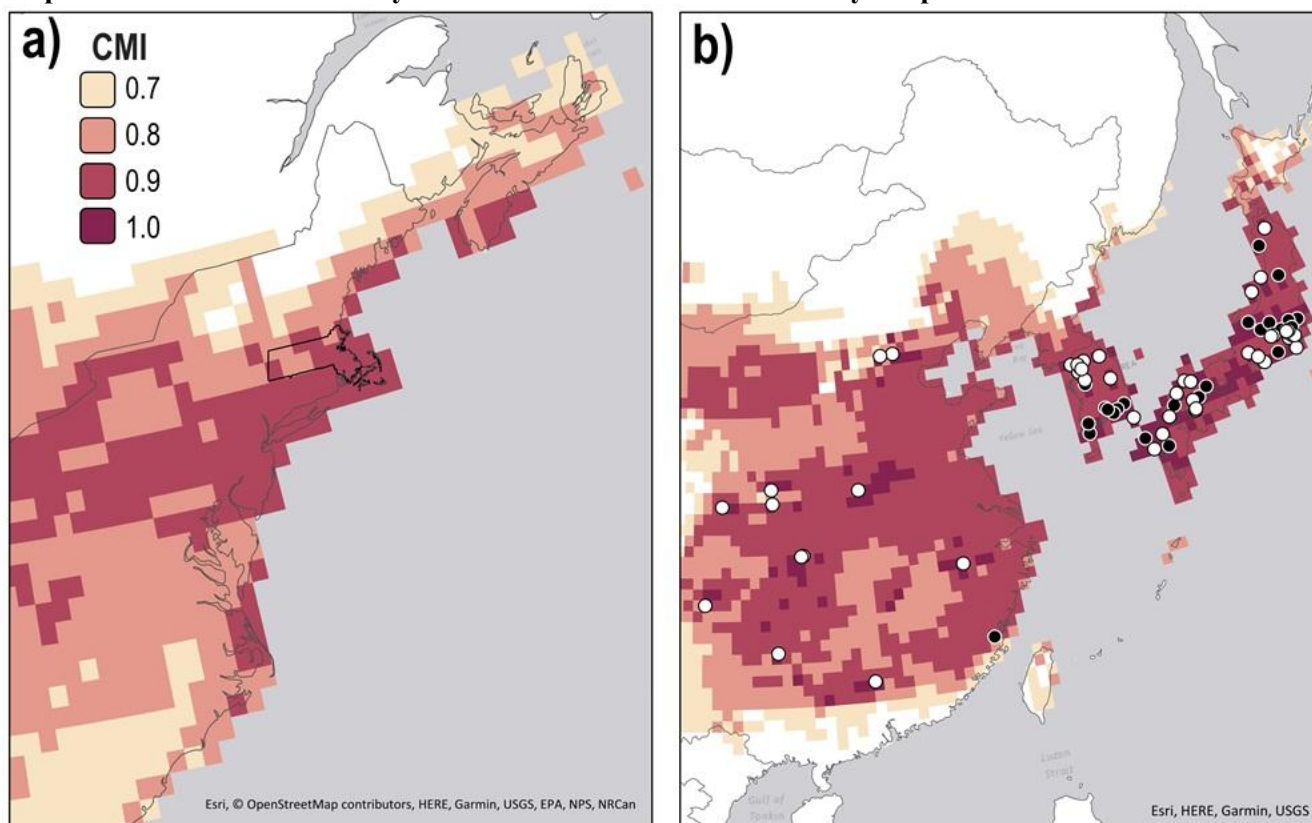 a)
CMI
0.7
0.8
0.9
1.0
Esri, © OpenStreetMap contributors, HERE, Garmin, USGS, EPA, NPS, NRCan
b)
Yellow Sea
Luzon
Strait
Gulf of
Tonkin
Esri, HERE, Garmin, USGS